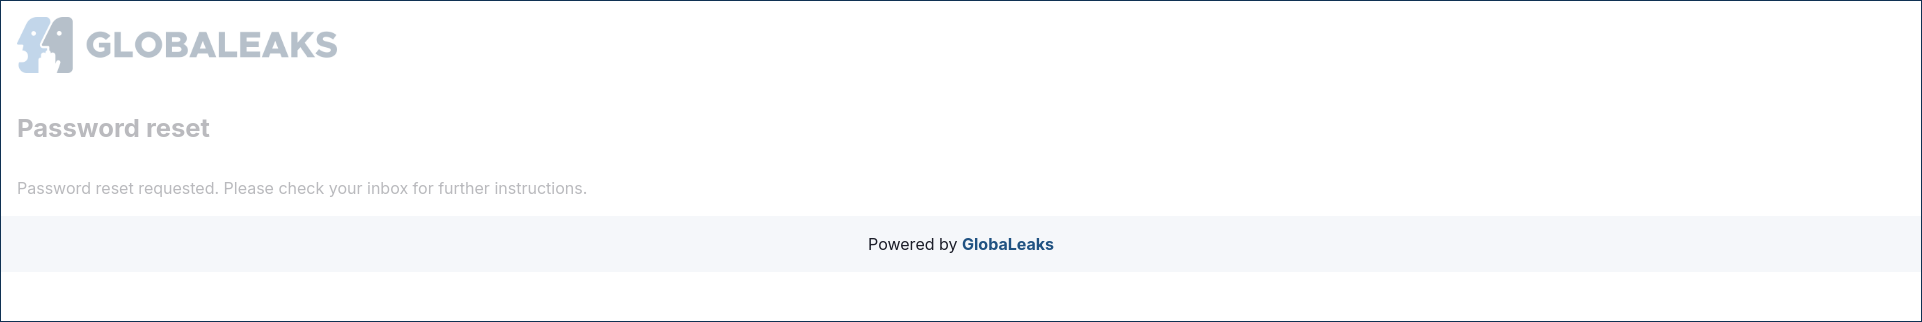 GLOBALEAKS
Password reset
Password reset requested. Please check your inbox for further instructions.
Powered by GlobaLeaks